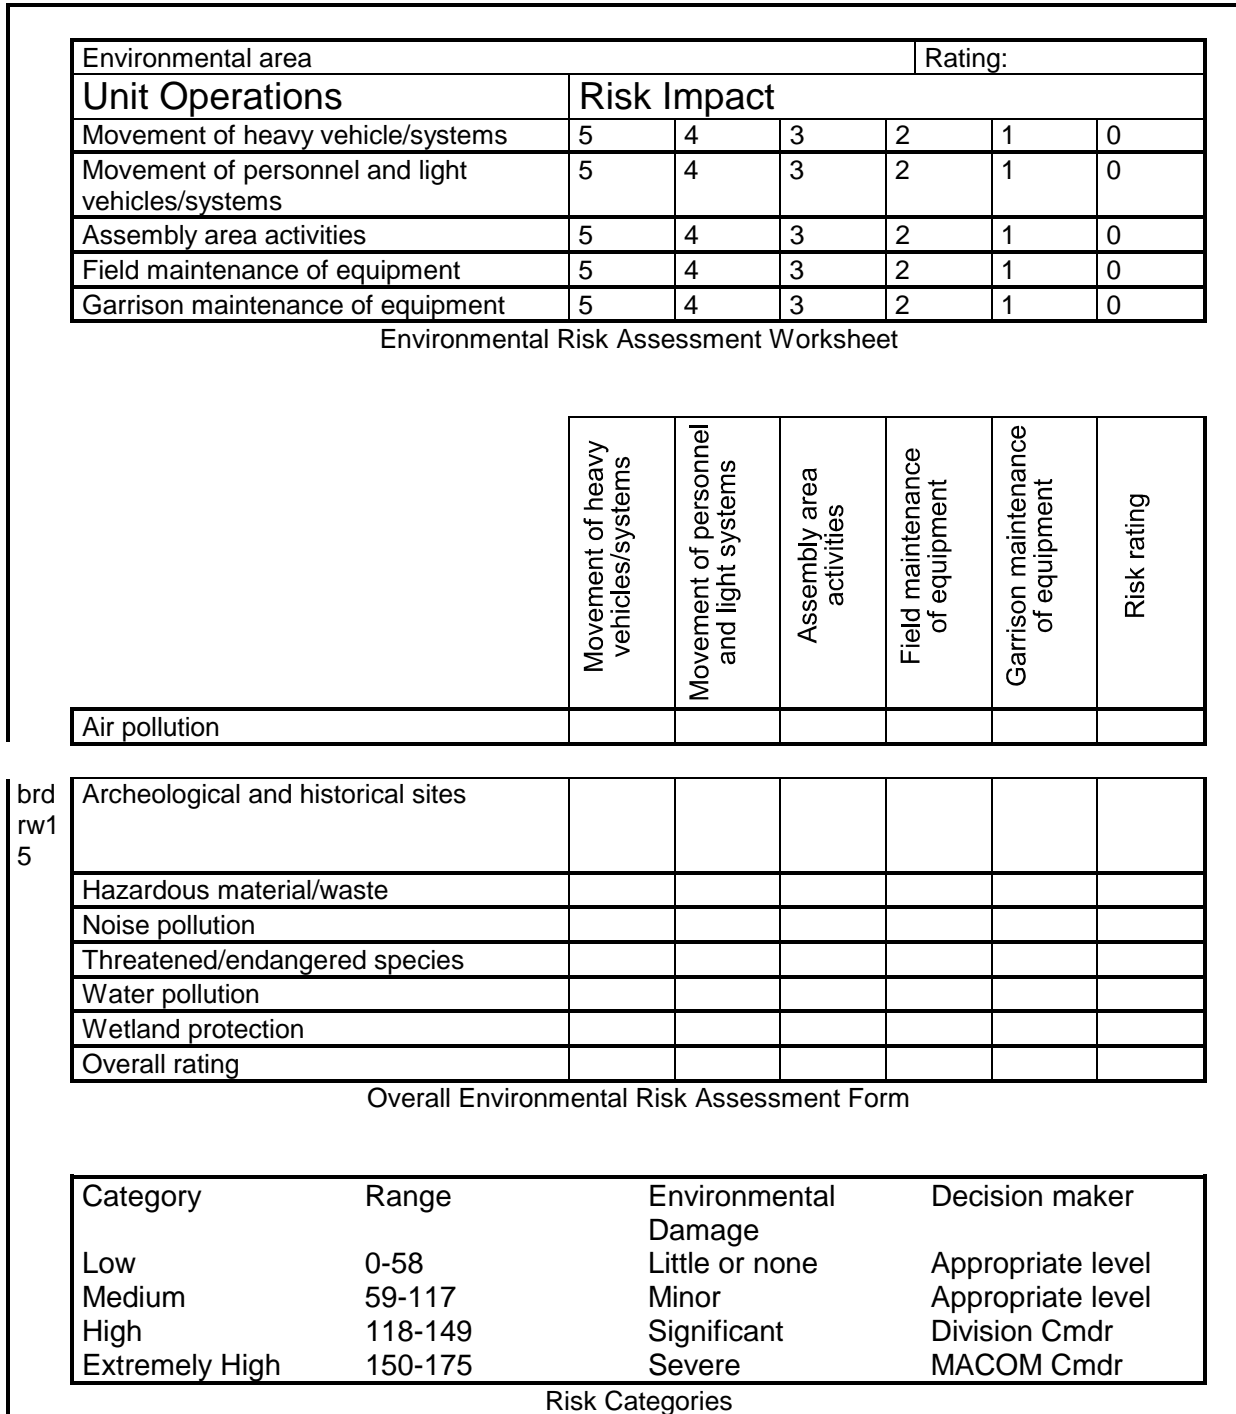 Environmental area Rating:
Unit Operations Risk Impact
Movement of heavy vehicle/systems 5 4 3 2 1 0
Movement of personnel and light 5 4 3 2 1 0
vehicles/systems
Assembly area activities 5 4 3 2 1 0
Field maintenance of equipment 5 4 3 2 1 0
Garrison maintenance of equipment 5 4 3 2 1 0
Environmental Risk Assessment Worksheet
Movement of heavy
vehicles/systems
Movement of personnel
and light systems
Assembly area
activities
Field maintenance
of equipment
Garrison maintenance
of equipment
Risk rating
Air pollution
brd Archeological and historical sites
rw1
5
Hazardous material/waste
Noise pollution
Threatened/endangered species
Water pollution
Wetland protection
Overall rating
Overall Environmental Risk Assessment Form
Category Range Environmental Decision maker
Damage
Low 0-58 Little or none Appropriate level
Medium 59-117 Minor Appropriate level
High 118-149 Significant Division Cmdr
Extremely High 150-175 Severe MACOM Cmdr
Risk Categories